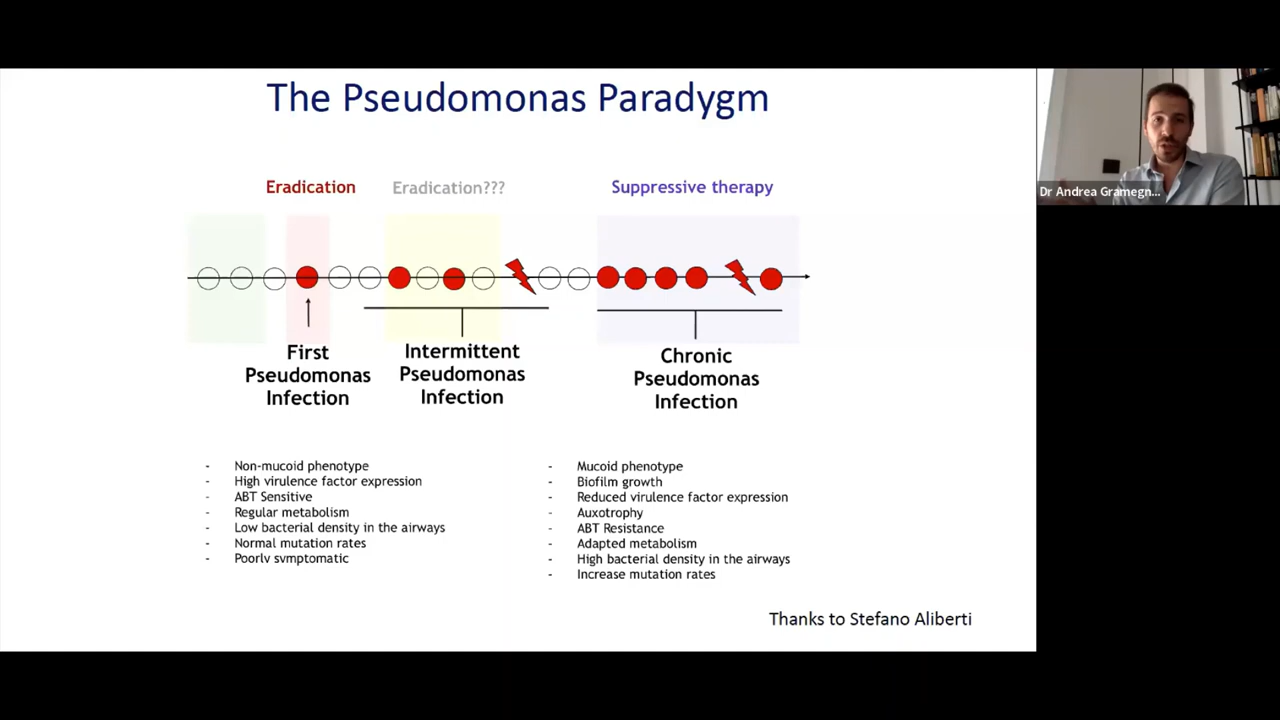 The Pseudomonas Paradygm
Dr Andrea Gramegn...
Eradication
Eradication???
Suppressive therapy
First
Pseudomonas
Infection
Intermittent
Pseudomonas
Infection
Chronic
Pseudomonas
Infection
- Non-mucoid phenotype
- High virulence factor expression
- ABT Sensitive
- Regular metabolism
- Low bacterial density in the airways
- Normal mutation rates
- Poorly symptomatic
- Mucoid phenotype
- Biofilm growth
- Reduced virulence factor expression
- Auxotrophy
- ABT Resistance
- Adapted metabolism
- High bacterial density in the airways
- Increase mutation rates
Thanks to Stefano Aliberti